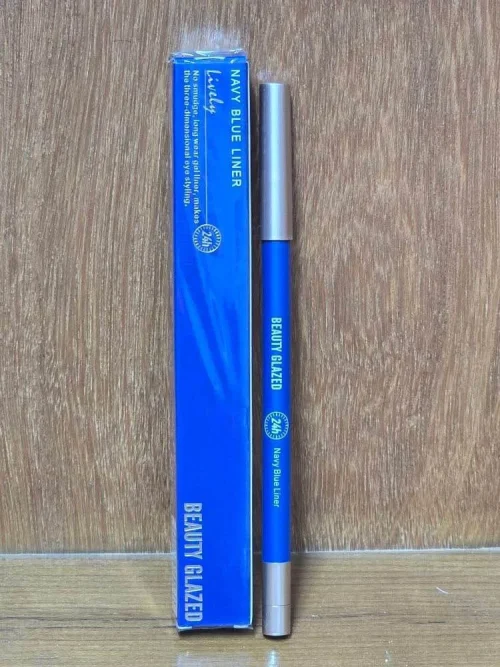 NAVY BLUE LINER
Lively
No smudge, long wear gel liner, makes
the three-dimensional eye styling.
24h
BEAUTY GLAZED
BEAUTY GLAZED
24h
Navy Blue Liner